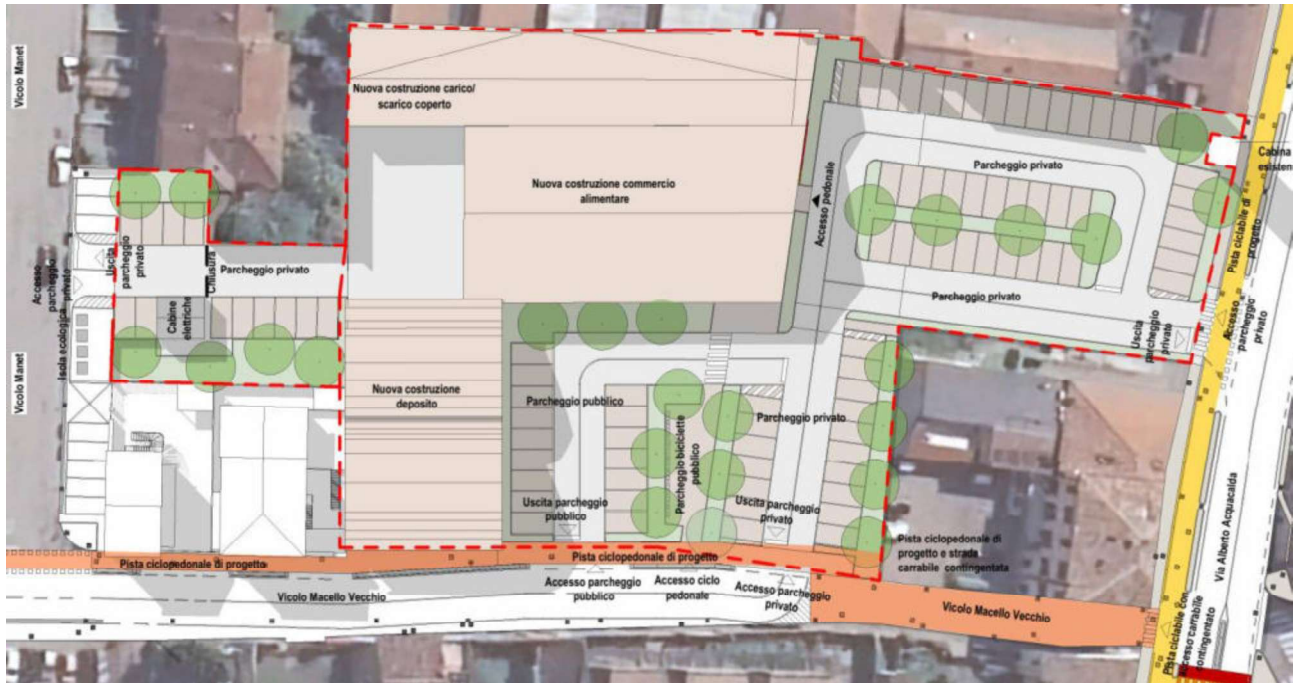 Vicolo Manet
Nuova costruzione carico/
scarico coperto
Nuova costruzione commercio
alimentare
Accesso pedonale
Parcheggio privato
Cabina
esisten
Pista ciclabile di
progetto
Accesso
parcheggio
privato
Uscita
parcheggio
privato
Chiusura
Parcheggio privato
Parcheggio privato
Uscita
parcheggio
privato
Accesso
parcheggio
privato
Isola ecologica
Cabine
elettriche
Vicolo Manet
Nuova costruzione
deposito
Parcheggio pubblico
Parcheggio biciclette
pubblico
Parcheggio privato
Uscita parcheggio
pubblico
Uscita parcheggio
privato
Pista ciclopedonale di
progetto e strada
carrabile contingentata
Via Alberto Acquacalda
Pista ciclopedonale di progetto
Pista ciclopedonale di progetto
Vicolo Macello Vecchio
Accesso parcheggio
pubblico
Accesso ciclo
pedonale
Accesso parcheggio
privato
Vicolo Macello Vecchio
Pista ciclabile con
accesso carrabile
contingentato